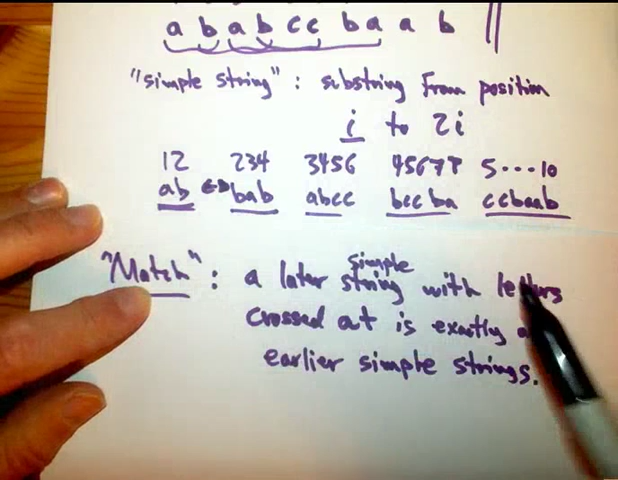 a b a b c c b a a b
"simple string" : substring from position
i to 2i
12 234 3456 45678 5...10
ab ↔ bab abcc bccba ccbaab
"Match" : a later simple string with letters
crossed at is exactly
earlier simple strings.